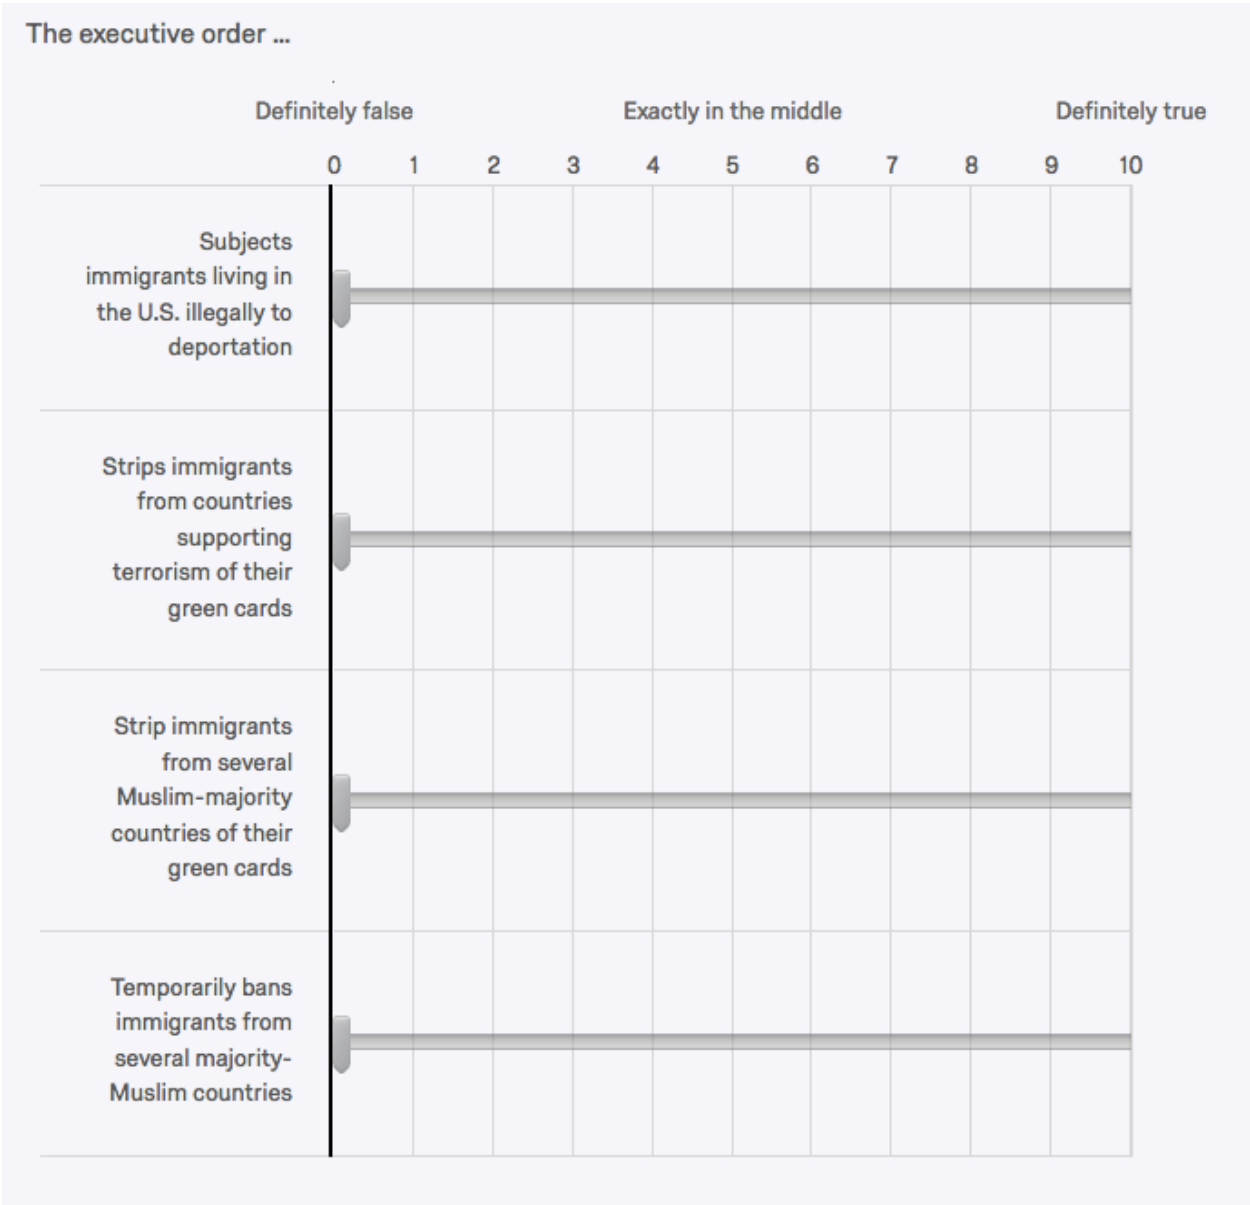 The executive order ...
Definitely false Exactly in the middle Definitely true
0 1 2 3 4 5 6 7 8 9 10
Subjects
immigrants living in
the U.S. illegally to
deportation
Strips immigrants
from countries
supporting
terrorism of their
green cards
Strip immigrants
from several
Muslim-majority
countries of their
green cards
Temporarily bans
immigrants from
several majority-
Muslim countries